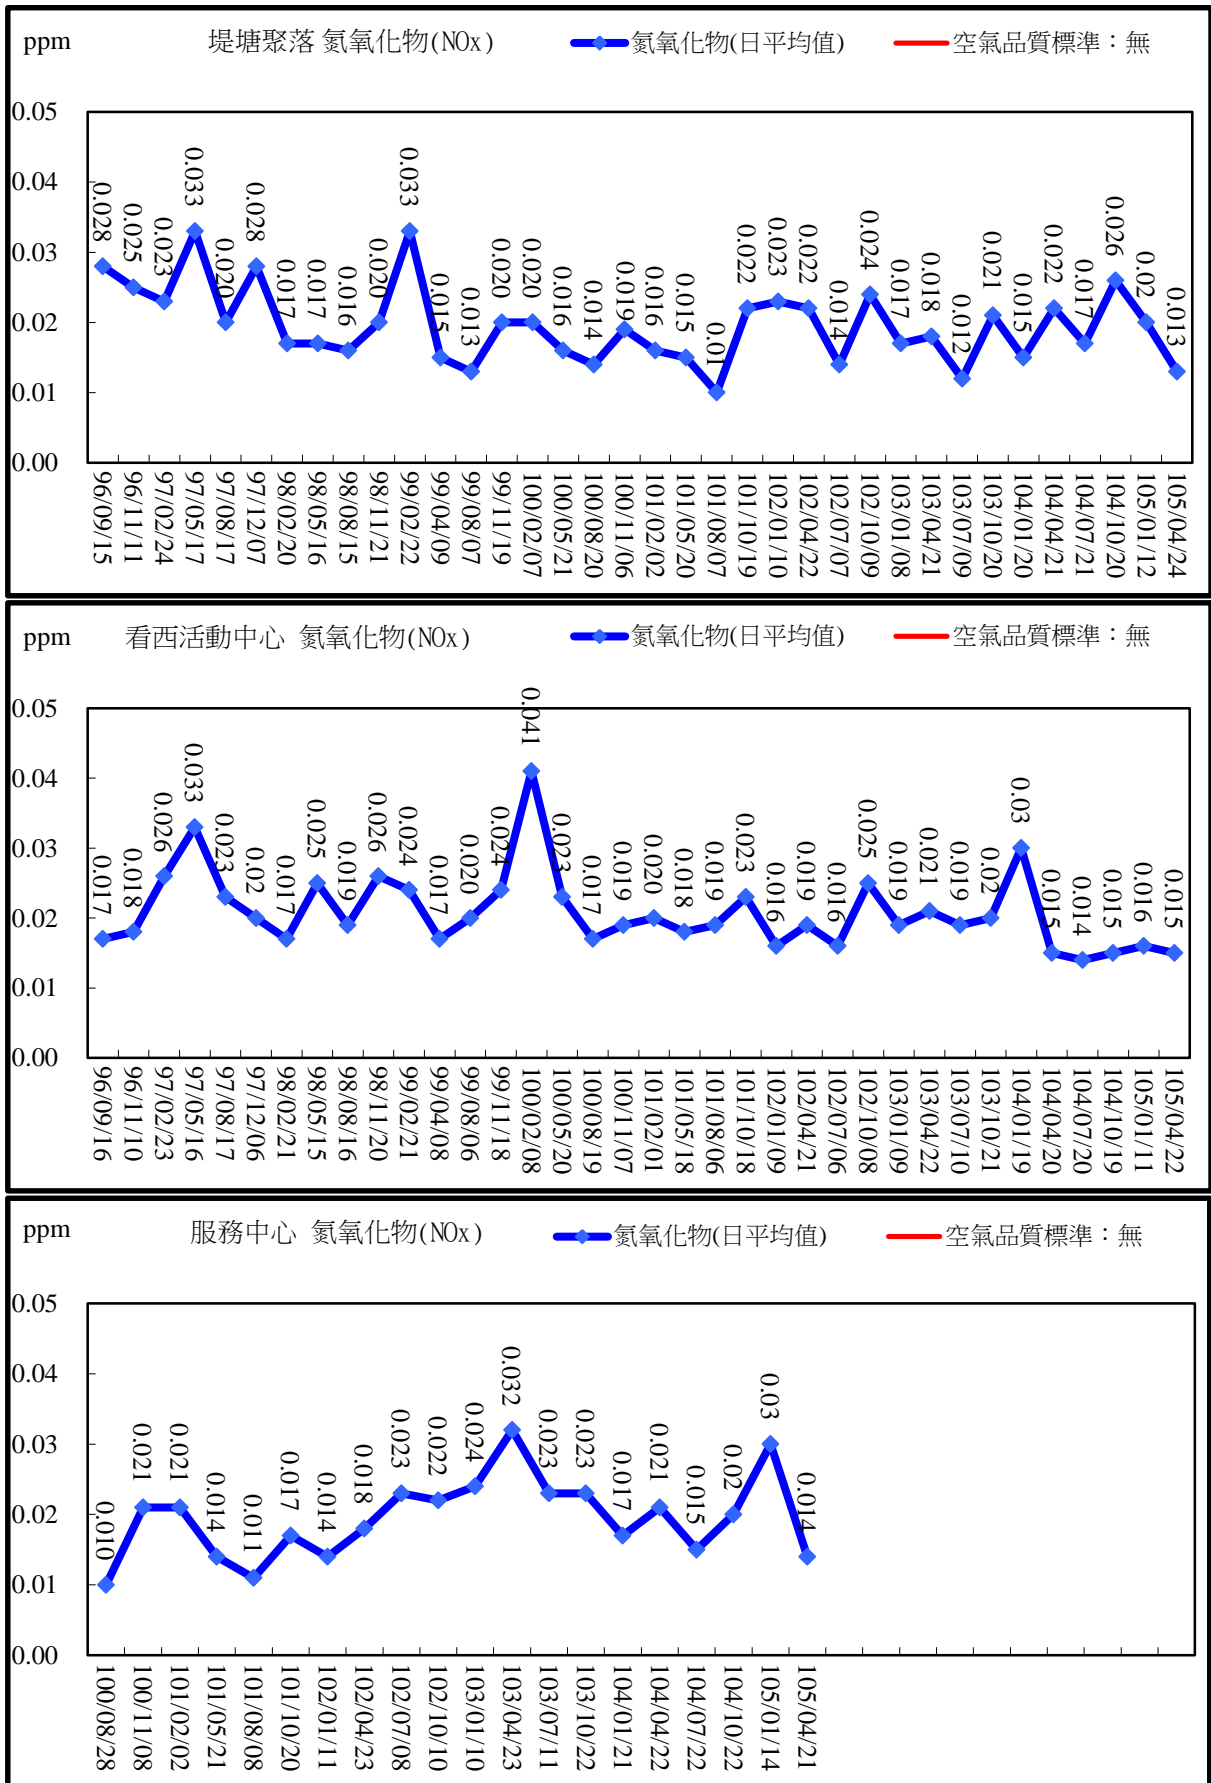 ppm 堤塘聚落 氮氧化物(NOx) 氮氧化物(日平均值) 空氣品質標準：無
0.05
0.04
0.03
0.02
0.01
0.00
0.028 0.025 0.023 0.033 0.020 0.028 0.017 0.017 0.016 0.020 0.033 0.015 0.013 0.020 0.020 0.016 0.014 0.019 0.016 0.015 0.01 0.022 0.023 0.022 0.014 0.024 0.017 0.018 0.012 0.021 0.015 0.022 0.017 0.026 0.02 0.013
96/09/15 96/11/11 97/02/24 97/05/17 97/08/17 97/12/07 98/02/20 98/05/16 98/08/15 98/11/21 99/02/22 99/04/09 99/08/07 99/11/19 100/02/07 100/05/21 100/08/20 100/11/06 101/02/02 101/05/20 101/08/07 101/10/19 102/01/10 102/04/22 102/07/07 102/10/09 103/01/08 103/04/21 103/07/09 103/10/20 104/01/20 104/04/21 104/07/21 104/10/20 105/01/12 105/04/24
ppm 看西活動中心 氮氧化物(NOx) 氮氧化物(日平均值) 空氣品質標準：無
0.05
0.04
0.03
0.02
0.01
0.00
0.017 0.018 0.026 0.033 0.023 0.02 0.017 0.025 0.019 0.026 0.024 0.017 0.020 0.024 0.041 0.023 0.017 0.019 0.020 0.018 0.019 0.023 0.016 0.019 0.016 0.025 0.019 0.021 0.019 0.02 0.03 0.015 0.014 0.015 0.016 0.015
96/09/16 96/11/10 97/02/23 97/05/16 97/08/17 97/12/06 98/02/21 98/05/15 98/08/16 98/11/20 99/02/21 99/04/08 99/08/06 99/11/18 100/02/08 100/05/20 100/08/19 100/11/07 101/02/01 101/05/18 101/08/06 101/10/18 102/01/09 102/04/21 102/07/06 102/10/08 103/01/09 103/04/22 103/07/10 103/10/21 104/01/19 104/04/20 104/07/20 104/10/19 105/01/11 105/04/22
ppm 服務中心 氮氧化物(NOx) 氮氧化物(日平均值) 空氣品質標準：無
0.05
0.04
0.03
0.02
0.01
0.00
0.010 0.021 0.021 0.014 0.011 0.017 0.014 0.018 0.023 0.022 0.024 0.032 0.023 0.023 0.017 0.021 0.015 0.02 0.03 0.014
100/08/28 100/11/08 101/02/02 101/05/21 101/08/08 101/10/20 102/01/11 102/04/23 102/07/08 102/10/10 103/01/10 103/04/23 103/07/11 103/10/22 104/01/21 104/04/22 104/07/22 104/10/22 105/01/14 105/04/21